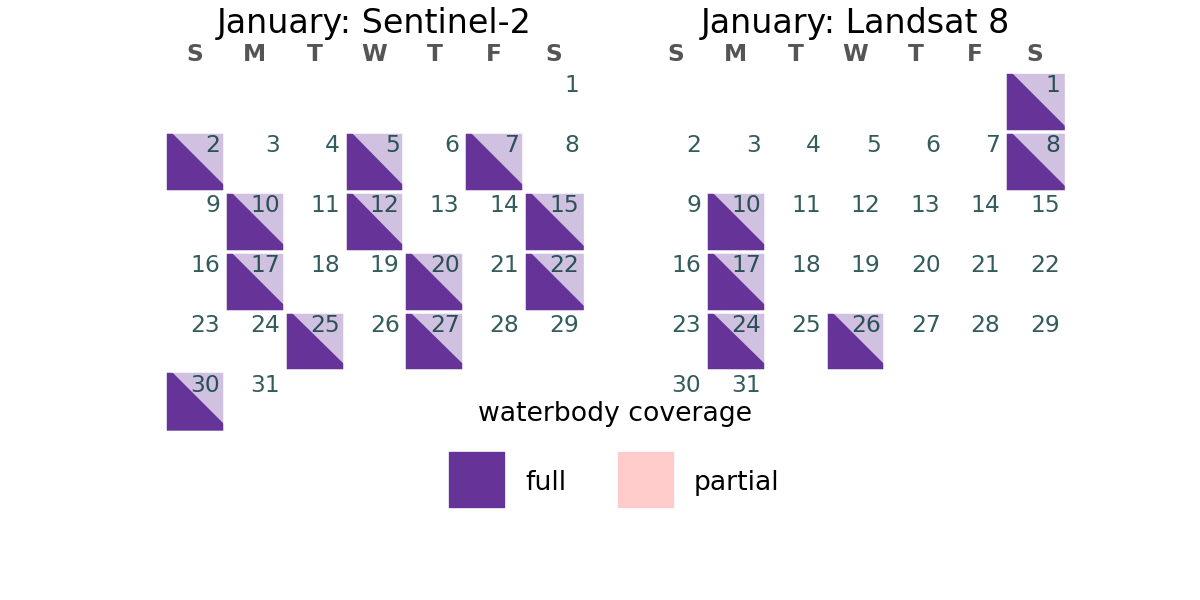 January: Sentinel-2
S M T W T F S
1
2 3 4 5 6 7 8
9 10 11 12 13 14 15
16 17 18 19 20 21 22
23 24 25 26 27 28 29
30 31
January: Landsat 8
S M T W T F S
1
2 3 4 5 6 7 8
9 10 11 12 13 14 15
16 17 18 19 20 21 22
23 24 25 26 27 28 29
30 31
waterbody coverage
full partial